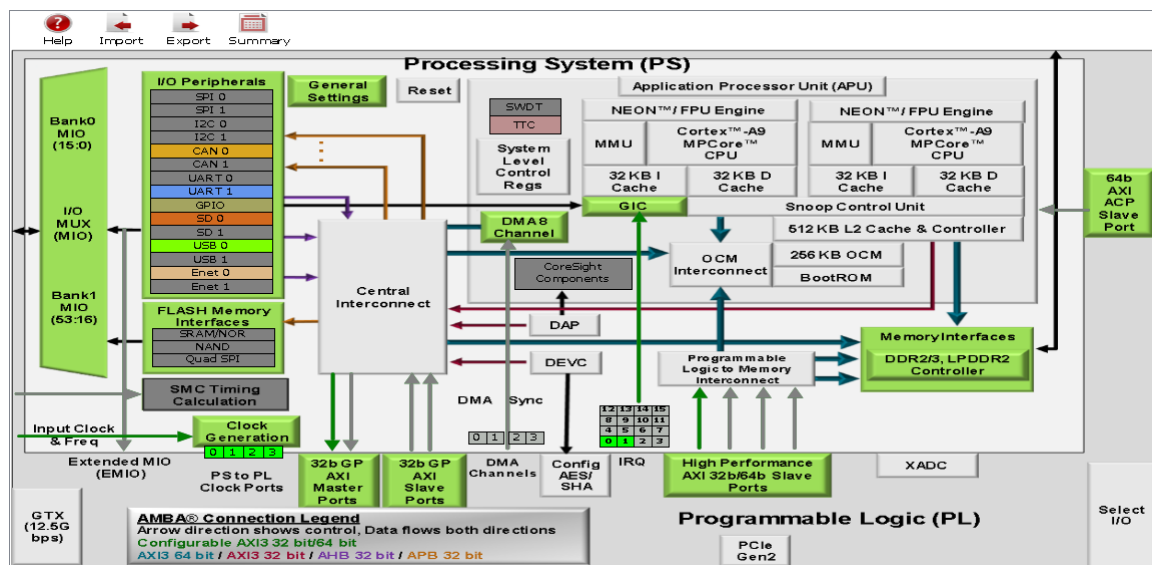 Help
Import
Export
Summary
Processing System (PS)
I/O Peripherals
SPI 0
SPI 1
I2C 0
I2C 1
CAN 0
CAN 1
UART 0
UART 1
GPIO
SD 0
SD 1
USB 0
USB 1
Enet 0
Enet 1
Bank0
MIO
(15:0)
I/O
MUX
(MIO)
Bank1
MIO
(53:16)
FLASH Memory
Interfaces
SRAM/NOR
NAND
Quad SPI
SMC Timing
Calculation
General
Settings
Reset
Application Processor Unit (APU)
SWDT
TTC
System
Level
Control
Regs
NEON™/ FPU Engine
MMU
Cortex™-A9
MPCore™
CPU
32 KB I
Cache
32 KB D
Cache
NEON™/ FPU Engine
MMU
Cortex™-A9
MPCore™
CPU
32 KB I
Cache
32 KB D
Cache
GIC
Snoop Control Unit
512 KB L2 Cache & Controller
DMA8
Channel
OCM
Interconnect
256 KB OCM
BootROM
CoreSight
Components
Central
Interconnect
DAP
DEVC
64b
AXI
ACP
Slave
Port
Programmable
Logic to Memory
Interconnect
Memory Interfaces
DDR2/3, LPDDR2
Controller
DMA Sync
12 13 14 15
8 9 10 11
4 5 6 7
0 1 2 3
0 1 2 3
Input Clock
& Freq
Clock
Generation
0 1 2 3
Extended MIO
(EMIO)
PS to PL
Clock Ports
32b GP
AXI
Master
Ports
32b GP
AXI
Slave
Ports
DMA
Channels
Config
AES/
SHA
IRQ
High Performance
AXI 32b/64b Slave
Ports
XADC
GTX
(12.5G
bps)
AMBA® Connection Legend
Arrow direction shows control, Data flows both directions
Configurable AXI3 32 bit/64 bit
AXI3 64 bit / AXI3 32 bit / AHB 32 bit / APB 32 bit
Programmable Logic (PL)
PCIe
Gen2
Select
I/O